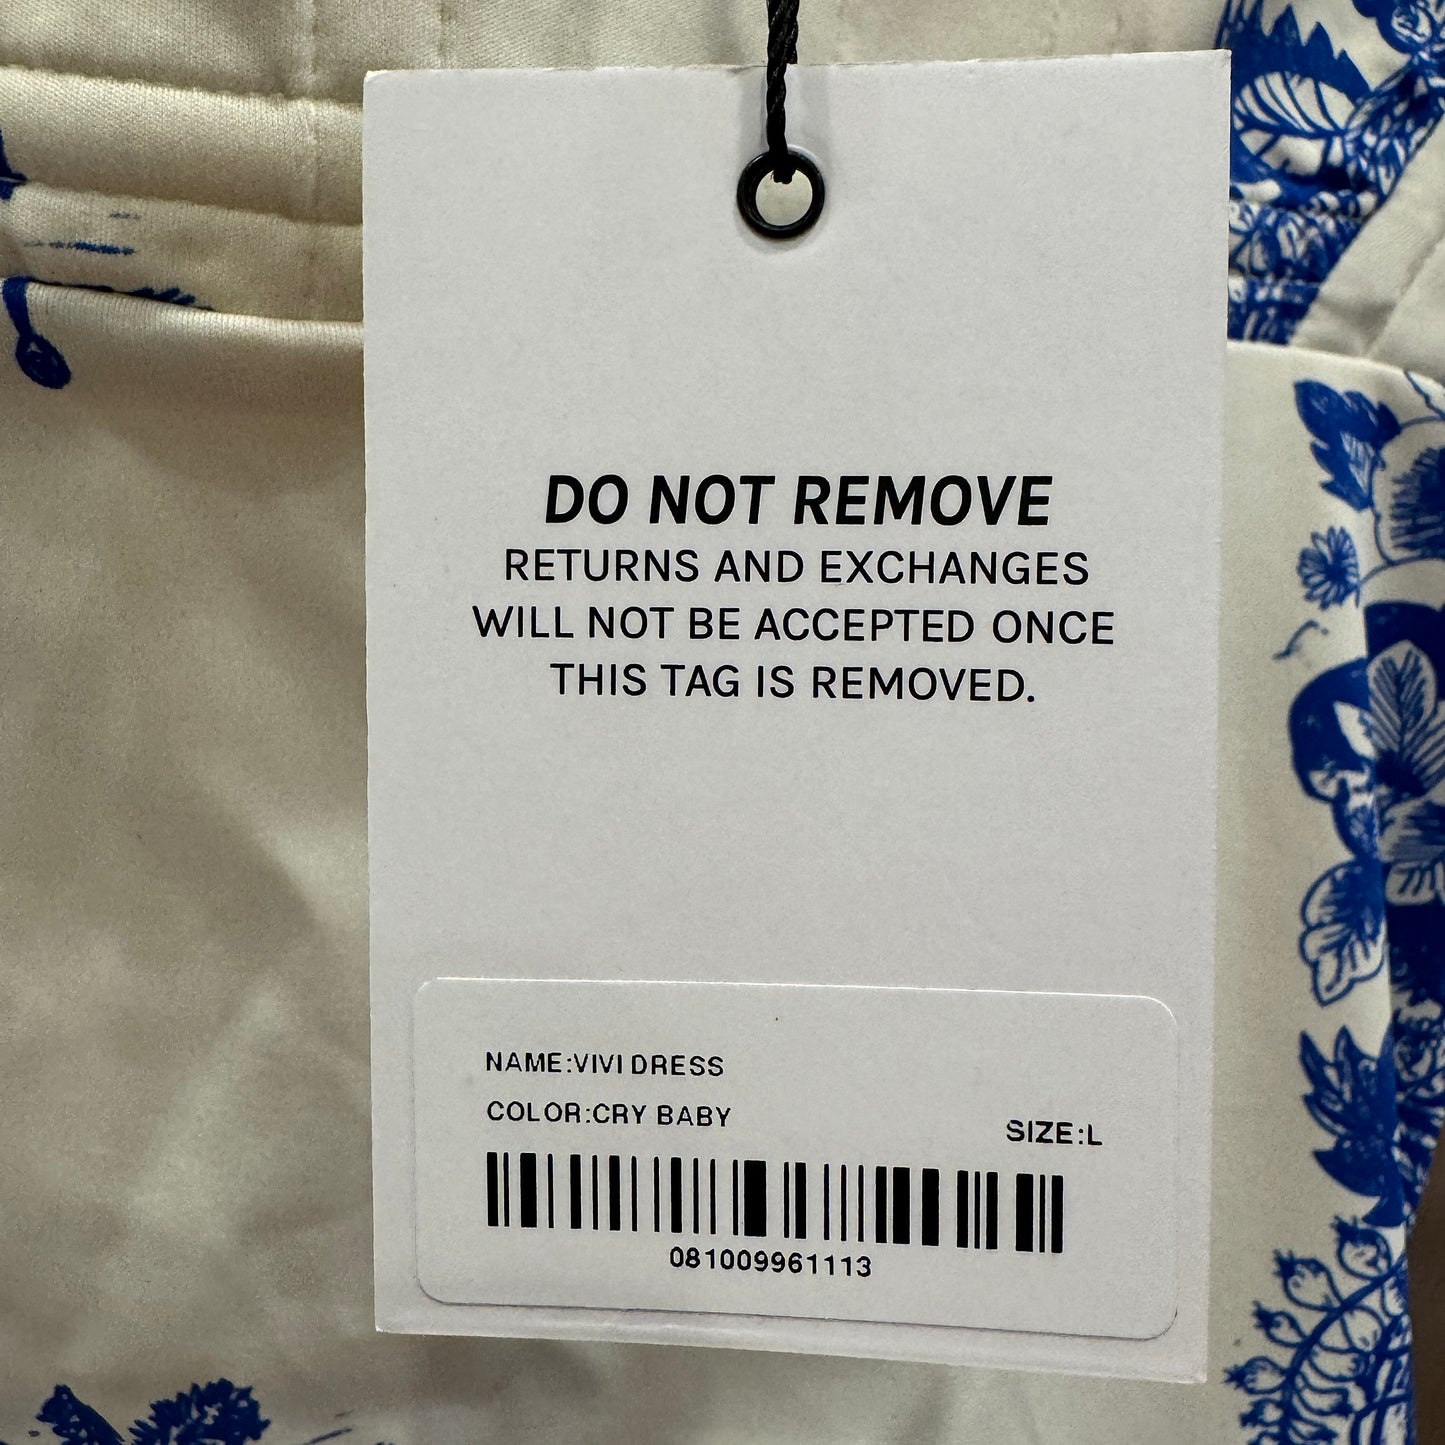 DO NOT REMOVE
RETURNS AND EXCHANGES
WILL NOT BE ACCEPTED ONCE
THIS TAG IS REMOVED.
NAME:VIVI DRESS
COLOR:CRY BABY
SIZE:L
081009961113